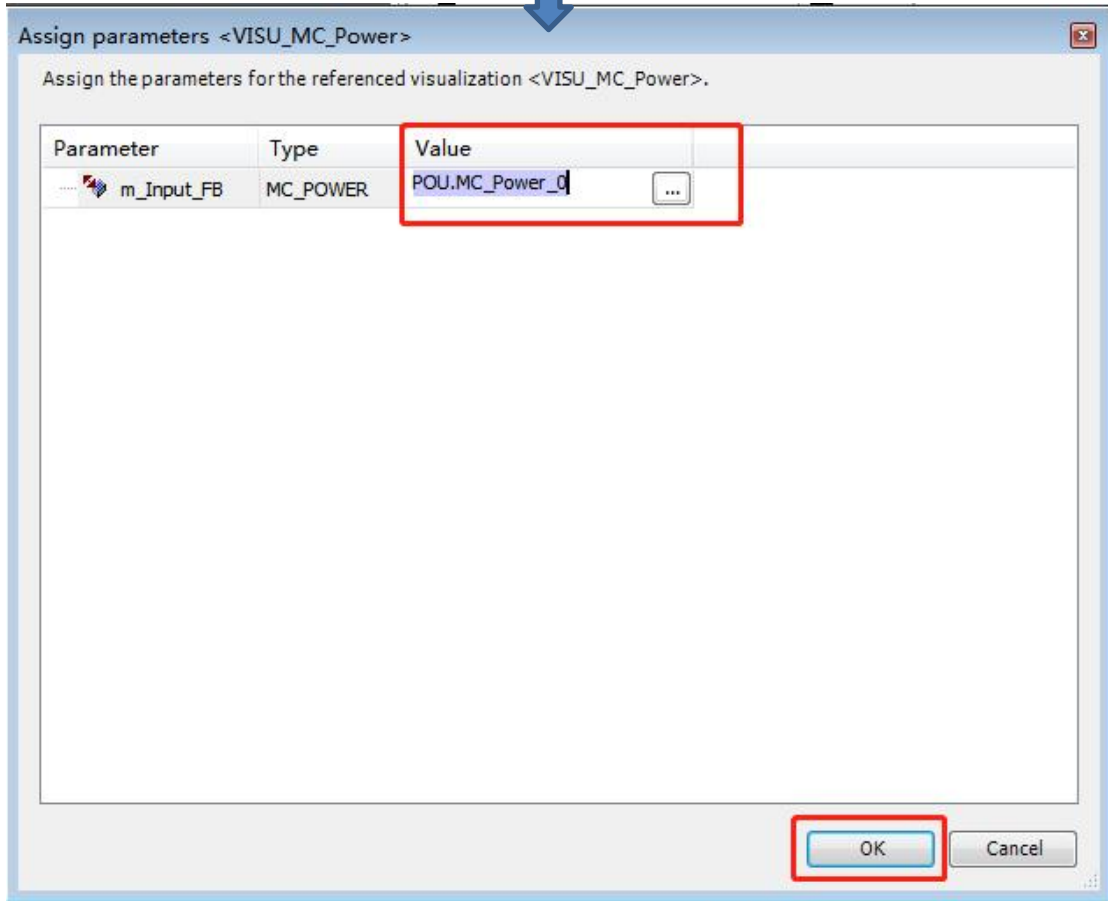 Assign parameters <VISU_MC_Power>
Assign the parameters for the referenced visualization <VISU_MC_Power>.
Parameter Type Value
m_Input_FB MC_POWER POU.MC_Power_0 ...
OK Cancel